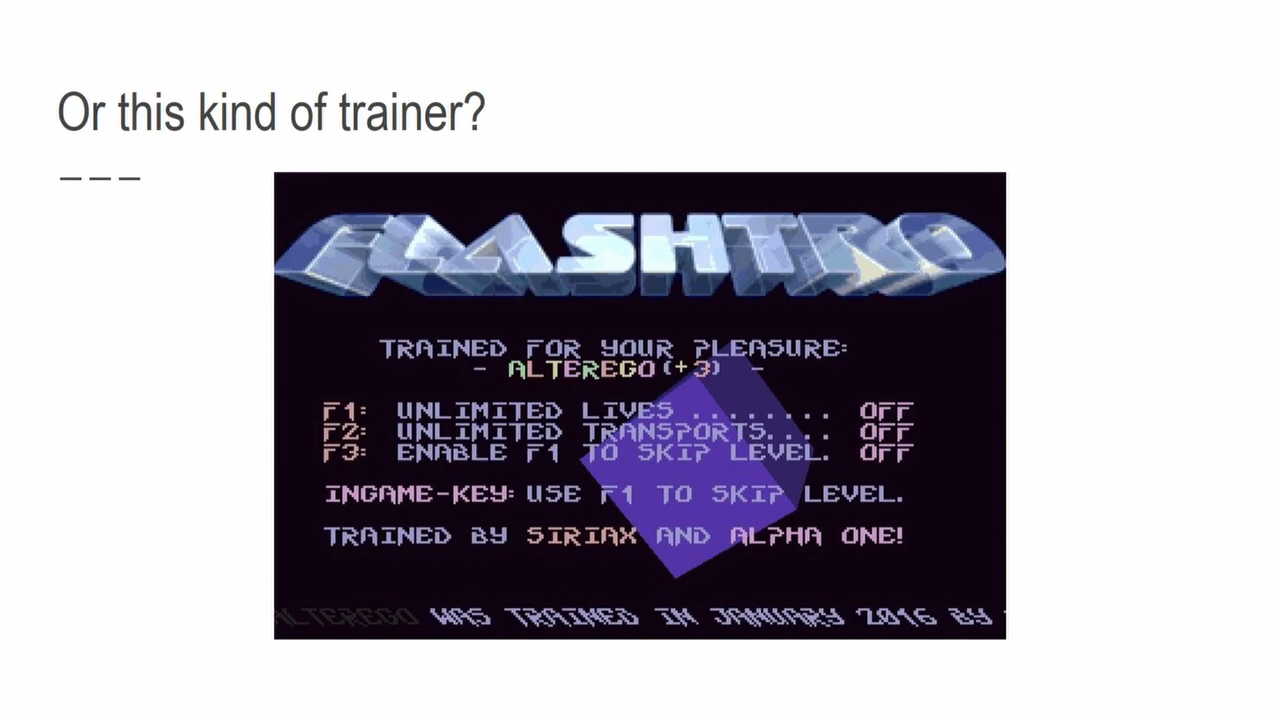 Or this kind of trainer?
– – –
FLASHTRO
TRAINED FOR YOUR PLEASURE:
- ALTEREGO (+3) -
F1: UNLIMITED LIVES ........ OFF
F2: UNLIMITED TRANSPORTS.... OFF
F3: ENABLE F1 TO SKIP LEVEL. OFF
INGAME-KEY: USE F1 TO SKIP LEVEL.
TRAINED BY SIRIAX AND ALPHA ONE!
ALTEREGO WAS TRAINED IN JANUARY 2016 BY